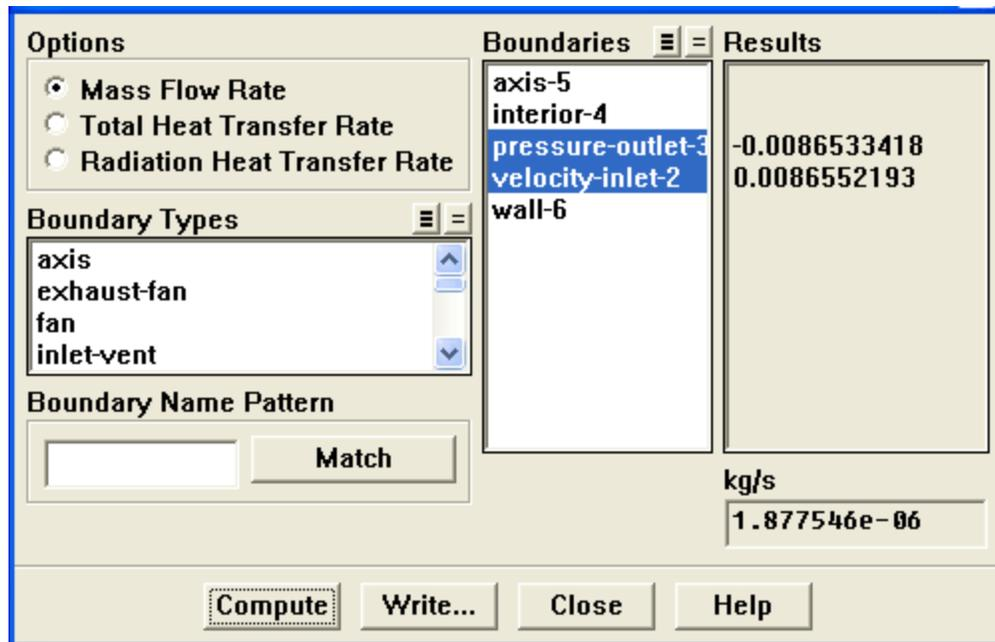 Options
Mass Flow Rate
Total Heat Transfer Rate
Radiation Heat Transfer Rate
Boundary Types
axis
exhaust-fan
fan
inlet-vent
Boundary Name Pattern
Match
Boundaries
axis-5
interior-4
pressure-outlet-3
velocity-inlet-2
wall-6
Results
-0.0086533418
0.0086552193
kg/s
1.877546e-06
Compute Write... Close Help